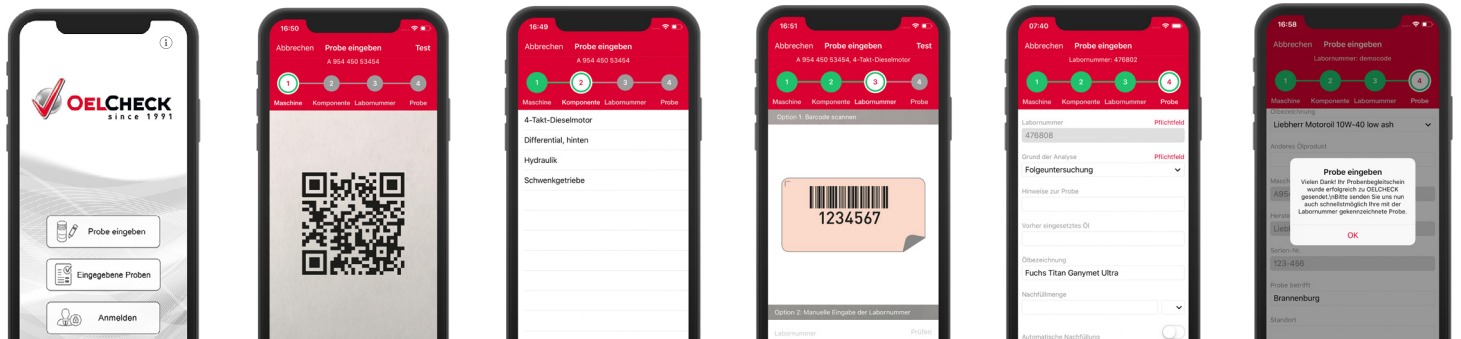 OELCHECK
since 1991
Probe eingeben
Eingegebene Proben
Anmelden
16:50
Abbrechen Probe eingeben Test
A 954 450 53454
1 2 3 4
Maschine Komponente Labornummer Probe
16:49
Abbrechen Probe eingeben
A 954 450 53454
1 2 3 4
Maschine Komponente Labornummer Probe
4-Takt-Dieselmotor
Differential, hinten
Hydraulik
Schwenkgetriebe
16:51
Abbrechen Probe eingeben Test
A 954 450 53454, 4-Takt-Dieselmotor
1 2 3 4
Maschine Komponente Labornummer Probe
Option 1: Barcode scannen
1234567
Option 2: Manuelle Eingabe der Labornummer
Labornummer Prüfen
07:40
Abbrechen Probe eingeben
Labornummer: 476802
1 2 3 4
Maschine Komponente Labornummer Probe
Labornummer Pflichtfeld
476808
Grund der Analyse Pflichtfeld
Folgeuntersuchung
Hinweise zur Probe
Vorher eingesetztes Öl
Ölbezeichnung
Fuchs Titan Ganymet Ultra
Nachfüllmenge
Automatische Nachfüllung
16:58
Abbrechen Probe eingeben
Labornummer: democode
1 2 3 4
Maschine Komponente Labornummer Probe
Ölbezeichnung
Liebherr Motoroil 10W-40 low ash
Anderes Ölprodukt
Probe eingeben
Vielen Dank! Ihr Probenbegleitschein
wurde erfolgreich zu OELCHECK
gesendet.\nBitte senden Sie uns nun
auch schnellstmöglich Ihre mit der
Labornummer gekennzeichnete Probe.
OK
Serien-Nr.
123-456
Probe betrifft
Brannenburg
Standort